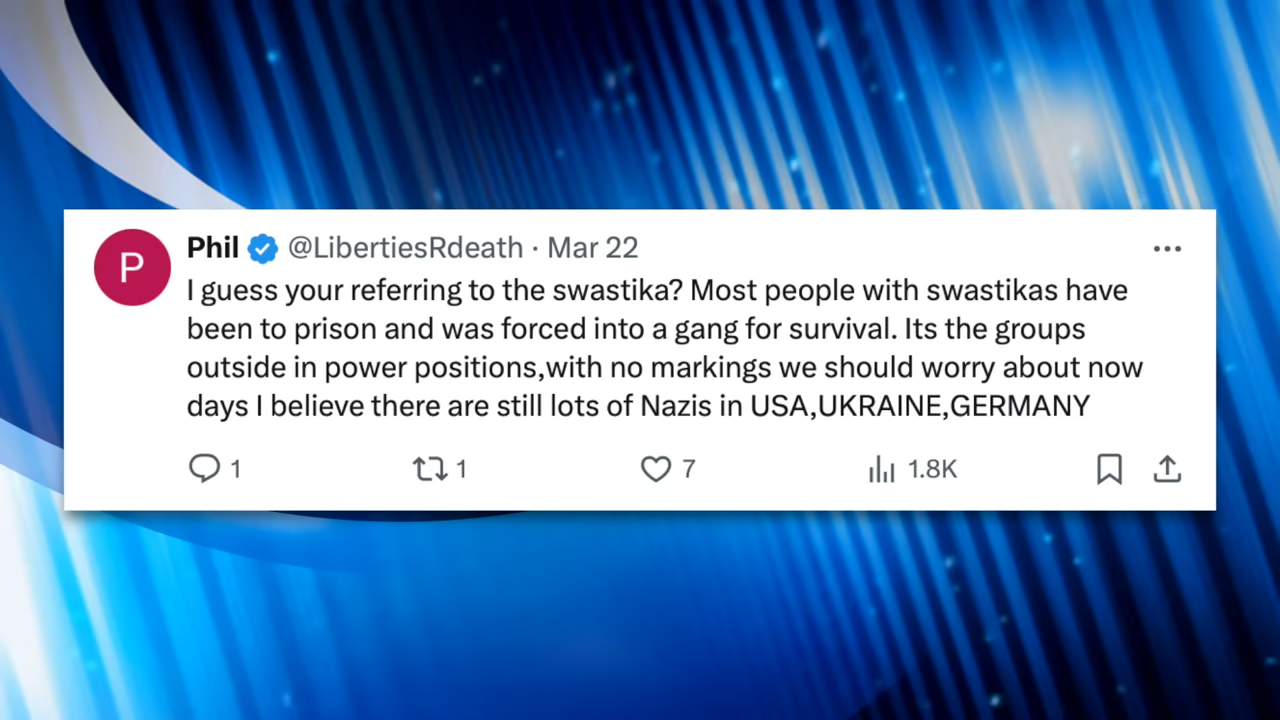 P
Phil @LibertiesRdeath · Mar 22
I guess your referring to the swastika? Most people with swastikas have
been to prison and was forced into a gang for survival. Its the groups
outside in power positions,with no markings we should worry about now
days I believe there are still lots of Nazis in USA,UKRAINE,GERMANY
1 1 7 1.8K